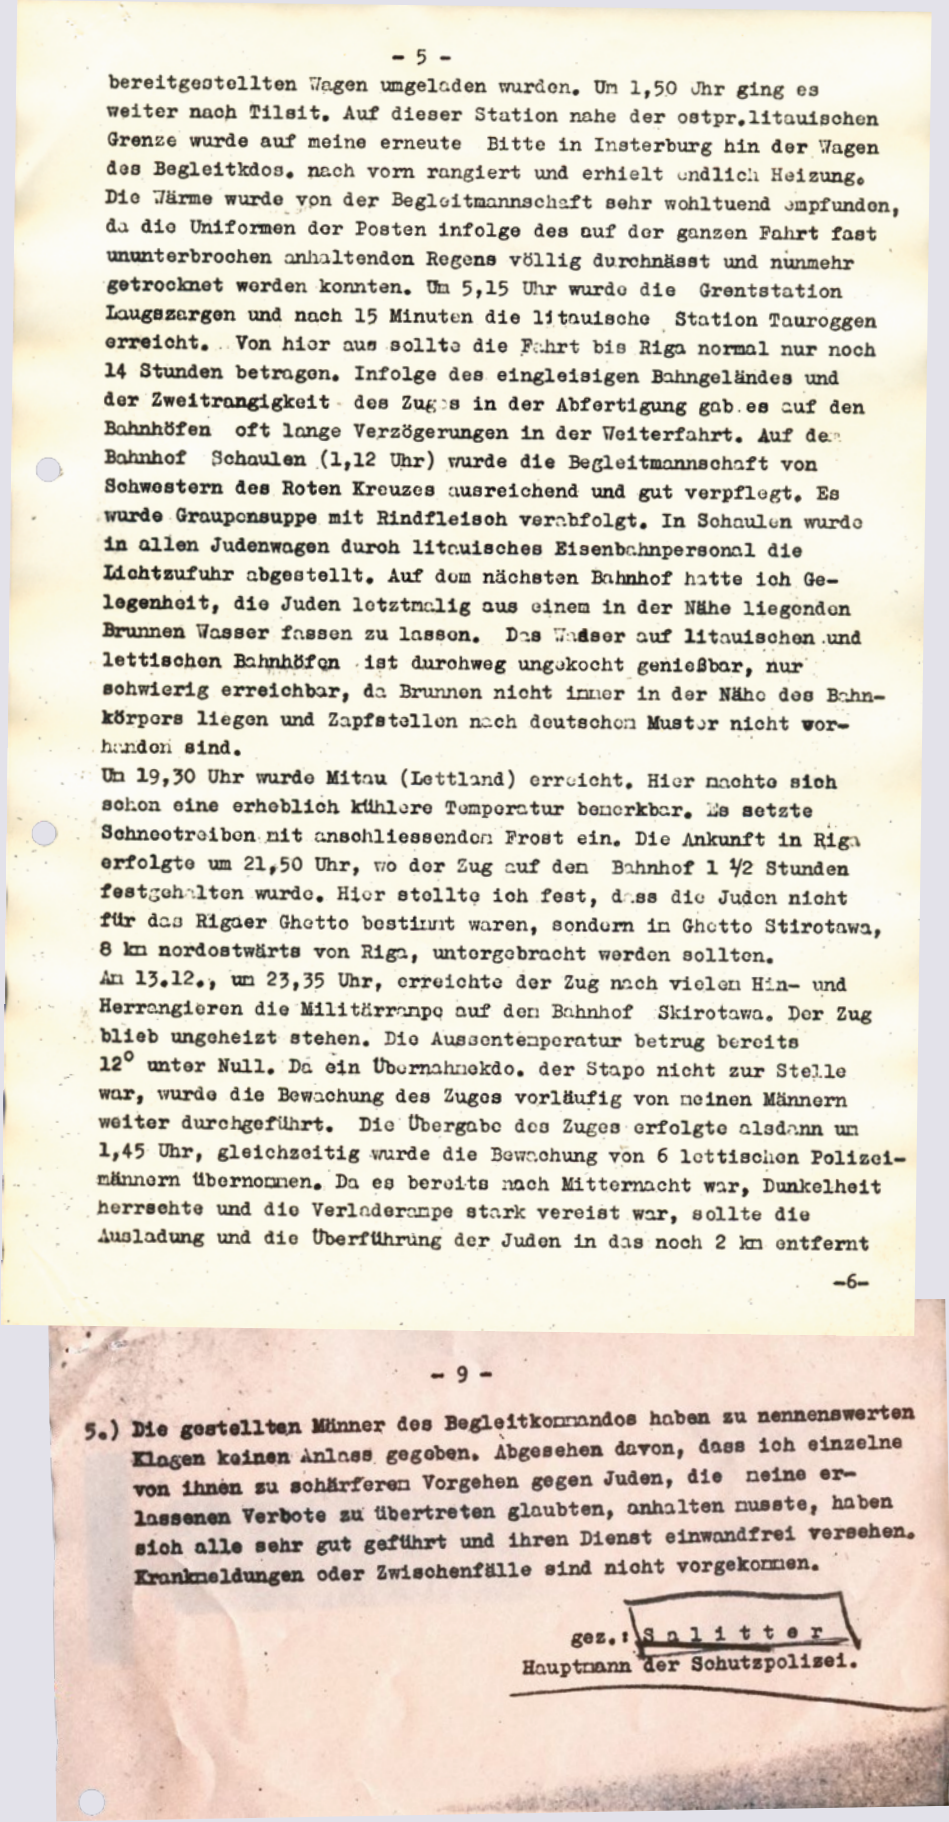 - 5 -
bereitgestellten Wagen umgeladen wurden. Um 1,50 Uhr ging es
weiter nach Tilsit. Auf dieser Station nahe der ostpr.litauischen
Grenze wurde auf meine erneute Bitte in Insterburg hin der Wagen
des Begleitkdos. nach vorn rangiert und erhielt endlich Heizung.
Die Wärme wurde von der Begleitmannschaft sehr wohltuend empfunden,
da die Uniformen der Posten infolge des auf der ganzen Fahrt fast
ununterbrochen anhaltenden Regens völlig durchnässt und nunmehr
getrocknet werden konnten. Um 5,15 Uhr wurde die Grentstation
Laugszargen und nach 15 Minuten die litauische Station Tauroggen
erreicht. Von hier aus sollte die Fahrt bis Riga normal nur noch
14 Stunden betragen. Infolge des eingleisigen Bahngeländes und
der Zweitrangigkeit des Zuges in der Abfertigung gab es auf den
Bahnhöfen oft lange Verzögerungen in der Weiterfahrt. Auf dem
Bahnhof Schaulen (1,12 Uhr) wurde die Begleitmannschaft von
Schwestern des Roten Kreuzes ausreichend und gut verpflegt. Es
wurde Graupensuppe mit Rindfleisch verabfolgt. In Schaulen wurde
in allen Judenwagen durch litauisches Eisenbahnpersonal die
Lichtzufuhr abgestellt. Auf dem nächsten Bahnhof hatte ich Ge-
legenheit, die Juden letztmalig aus einem in der Nähe liegenden
Brunnen Wasser fassen zu lassen. Das Wadser auf litauischen und
lettischen Bahnhöfen ist durchweg ungekocht genießbar, nur
schwierig erreichbar, da Brunnen nicht immer in der Nähe des Bahn-
körpers liegen und Zapfstellen nach deutschem Muster nicht vor-
handen sind.
Um 19,30 Uhr wurde Mitau (Lettland) erreicht. Hier machte sich
schon eine erheblich kühlere Temperatur bemerkbar. Es setzte
Schneetreiben mit anschliessendem Frost ein. Die Ankunft in Riga
erfolgte um 21,50 Uhr, wo der Zug auf dem Bahnhof 1 1/2 Stunden
festgehalten wurde. Hier stellte ich fest, dass die Juden nicht
für das Rigaer Ghetto bestimmt waren, sondern im Ghetto Stirotawa,
8 km nordostwärts von Riga, untergebracht werden sollten.
Am 13.12., um 23,35 Uhr, erreichte der Zug nach vielem Hin- und
Herrangieren die Militärrampe auf dem Bahnhof Skirotawa. Der Zug
blieb ungeheizt stehen. Die Aussentemperatur betrug bereits
12° unter Null. Da ein Übernahmekdo. der Stapo nicht zur Stelle
war, wurde die Bewachung des Zuges vorläufig von meinen Männern
weiter durchgeführt. Die Übergabe des Zuges erfolgte alsdann um
1,45 Uhr, gleichzeitig wurde die Bewachung von 6 lettischen Polizei-
männern übernommen. Da es bereits nach Mitternacht war, Dunkelheit
herrschte und die Verladerampe stark vereist war, sollte die
Ausladung und die Überführung der Juden in das noch 2 km entfernt
-6-
- 9 -
5.) Die gestellten Männer des Begleitkommandos haben zu nennenswerten
Klagen keinen Anlass gegeben. Abgesehen davon, dass ich einzelne
von ihnen zu schärferem Vorgehen gegen Juden, die meine er-
lassenen Verbote zu übertreten glaubten, anhalten musste, haben
sich alle sehr gut geführt und ihren Dienst einwandfrei versehen.
Krankmeldungen oder Zwischenfälle sind nicht vorgekommen.
gez.: S a l i t t e r
Hauptmann der Schutzpolizei.